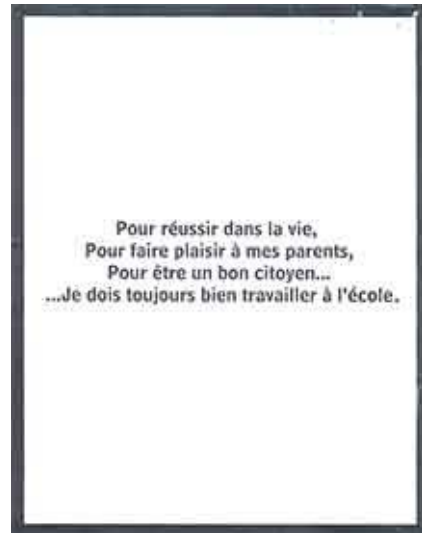 Pour réussir dans la vie,
Pour faire plaisir à mes parents,
Pour être un bon citoyen...
...Je dois toujours bien travailler à l'école.